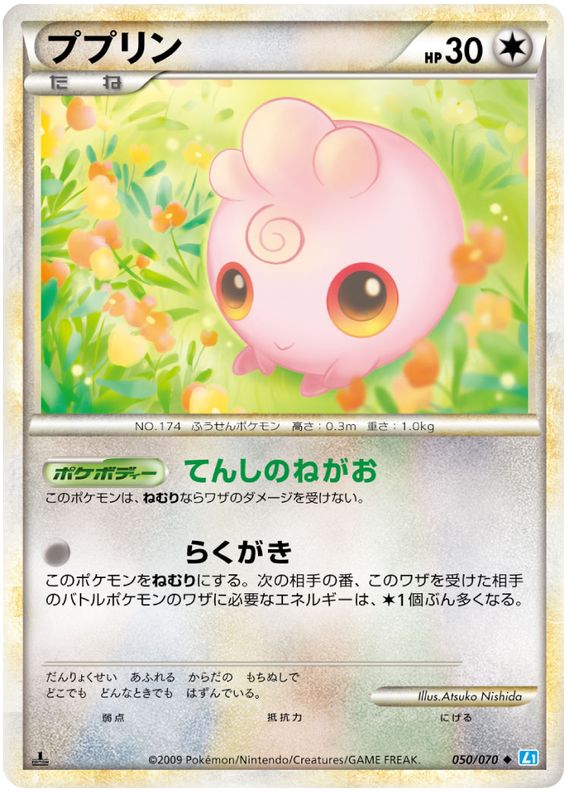 ププリン
HP30
たね
NO.174 ふうせんポケモン 高さ：0.3m 重さ：1.0kg
ポケボディー てんしのねがお
このポケモンは、ねむりならワザのダメージを受けない。
らくがき
このポケモンをねむりにする。次の相手の番、このワザを受けた相手
のバトルポケモンのワザに必要なエネルギーは、1個ぶん多くなる。
だんりょくせい あふれる からだの もちぬしで
どこでも どんなときでも はずんでいる。
Illus.Atsuko Nishida
弱点 抵抗力 にげる
1 EDITION
©2009 Pokémon/Nintendo/Creatures/GAME FREAK.
050/070 ◆ L1